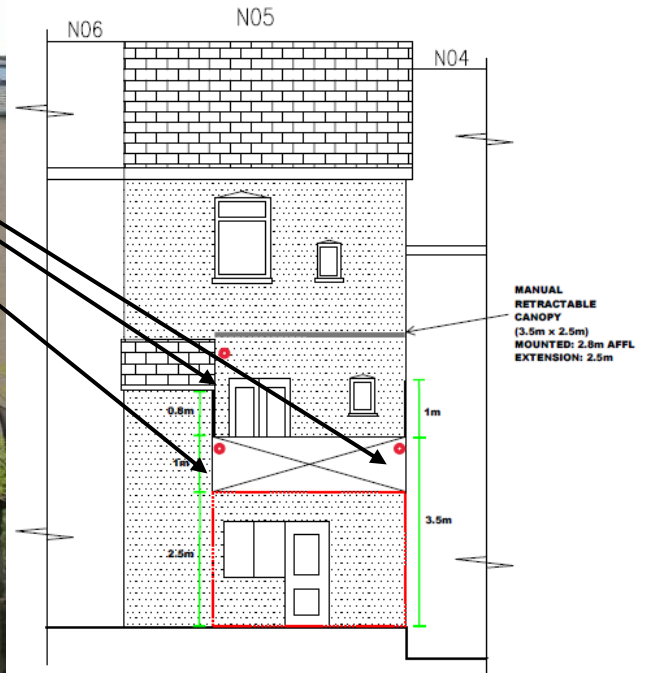 N06
N05
N04
MANUAL
RETRACTABLE
CANOPY
(3.5m x 2.5m)
MOUNTED: 2.8m AFFL
EXTENSION: 2.5m
0.8m
1m
1m
3.5m
2.5m